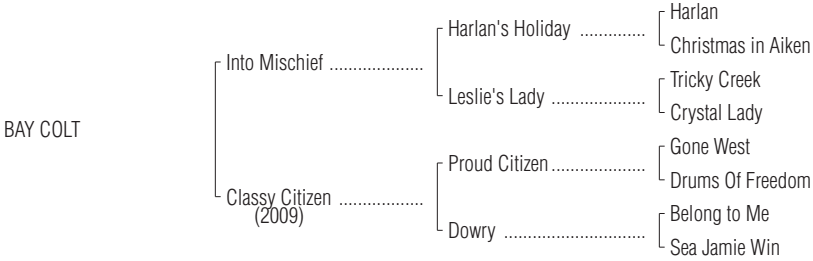 Harlan
Harlan's Holiday ..............
Christmas in Aiken
Into Mischief ....................
Tricky Creek
Leslie's Lady ....................
Crystal Lady
BAY COLT
Gone West
Proud Citizen ....................
Drums Of Freedom
Classy Citizen ..................
(2009)
Belong to Me
Dowry ..............................
Sea Jamie Win